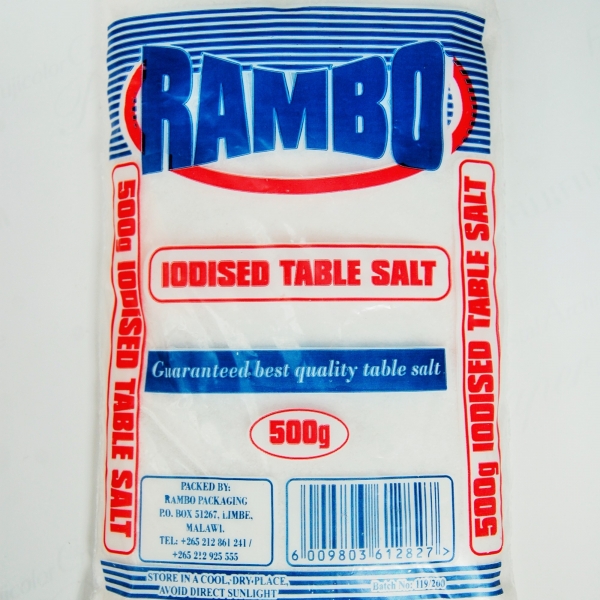 RAMBO
500g IODISED TABLE SALT
500g IODISED TABLE SALT
IODISED TABLE SALT
Guaranteed best quality table salt
500g
PACKED BY:
RAMBO PACKAGING
P.O. BOX 51267, LIMBE,
MALAWI.
TEL: +265 212 861 241 /
+265 212 925 555
6 009803 612827 >
STORE IN A COOL, DRY-PLACE,
AVOID DIRECT SUNLIGHT
Batch No: 119/260